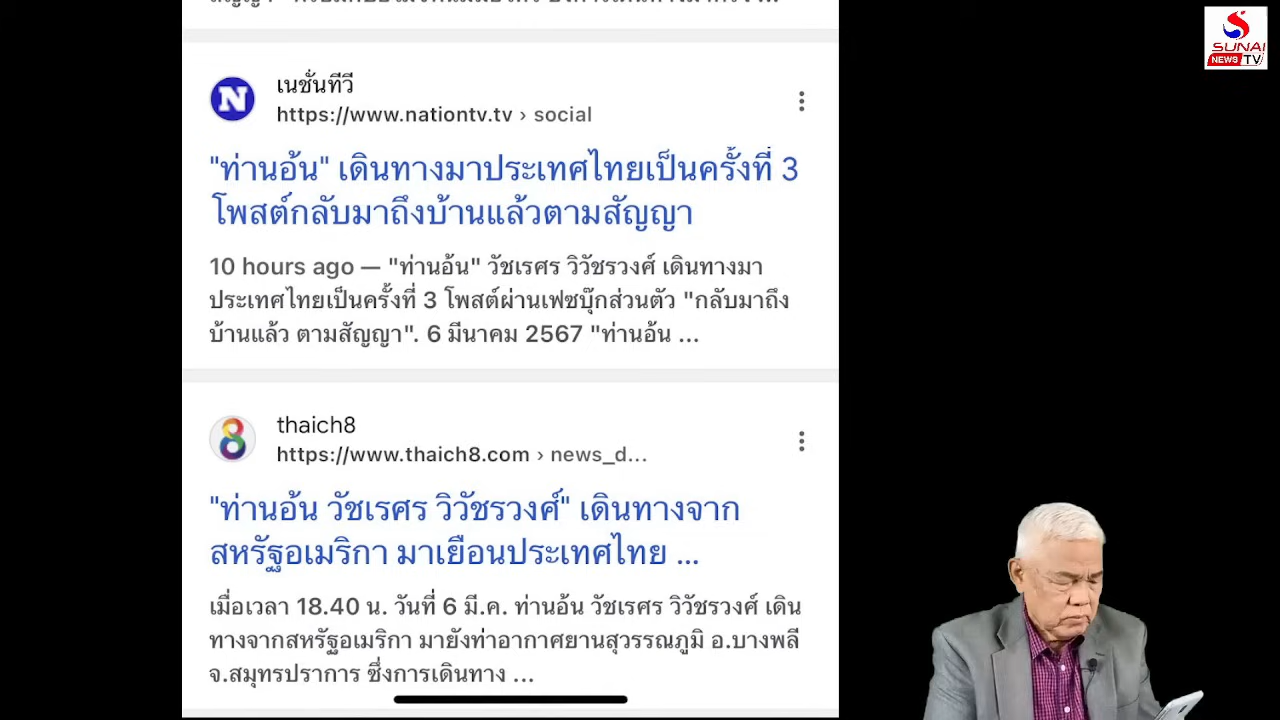 SUNAI
NEWS TV
เนชั่นทีวี
https://www.nationtv.tv › social
"ท่านอ้น" เดินทางมาประเทศไทยเป็นครั้งที่ 3
โพสต์กลับมาถึงบ้านแล้วตามสัญญา
10 hours ago — "ท่านอ้น" วัชเรศร วิวัชรวงศ์ เดินทางมา
ประเทศไทยเป็นครั้งที่ 3 โพสต์ผ่านเฟซบุ๊กส่วนตัว "กลับมาถึง
บ้านแล้ว ตามสัญญา". 6 มีนาคม 2567 "ท่านอ้น ...
thaich8
https://www.thaich8.com › news_d...
"ท่านอ้น วัชเรศร วิวัชรวงศ์" เดินทางจาก
สหรัฐอเมริกา มาเยือนประเทศไทย ...
เมื่อเวลา 18.40 น. วันที่ 6 มี.ค. ท่านอ้น วัชเรศร วิวัชรวงศ์ เดิน
ทางจากสหรัฐอเมริกา มายังท่าอากาศยานสุวรรณภูมิ อ.บางพลี
จ.สมุทรปราการ ซึ่งการเดินทาง ...